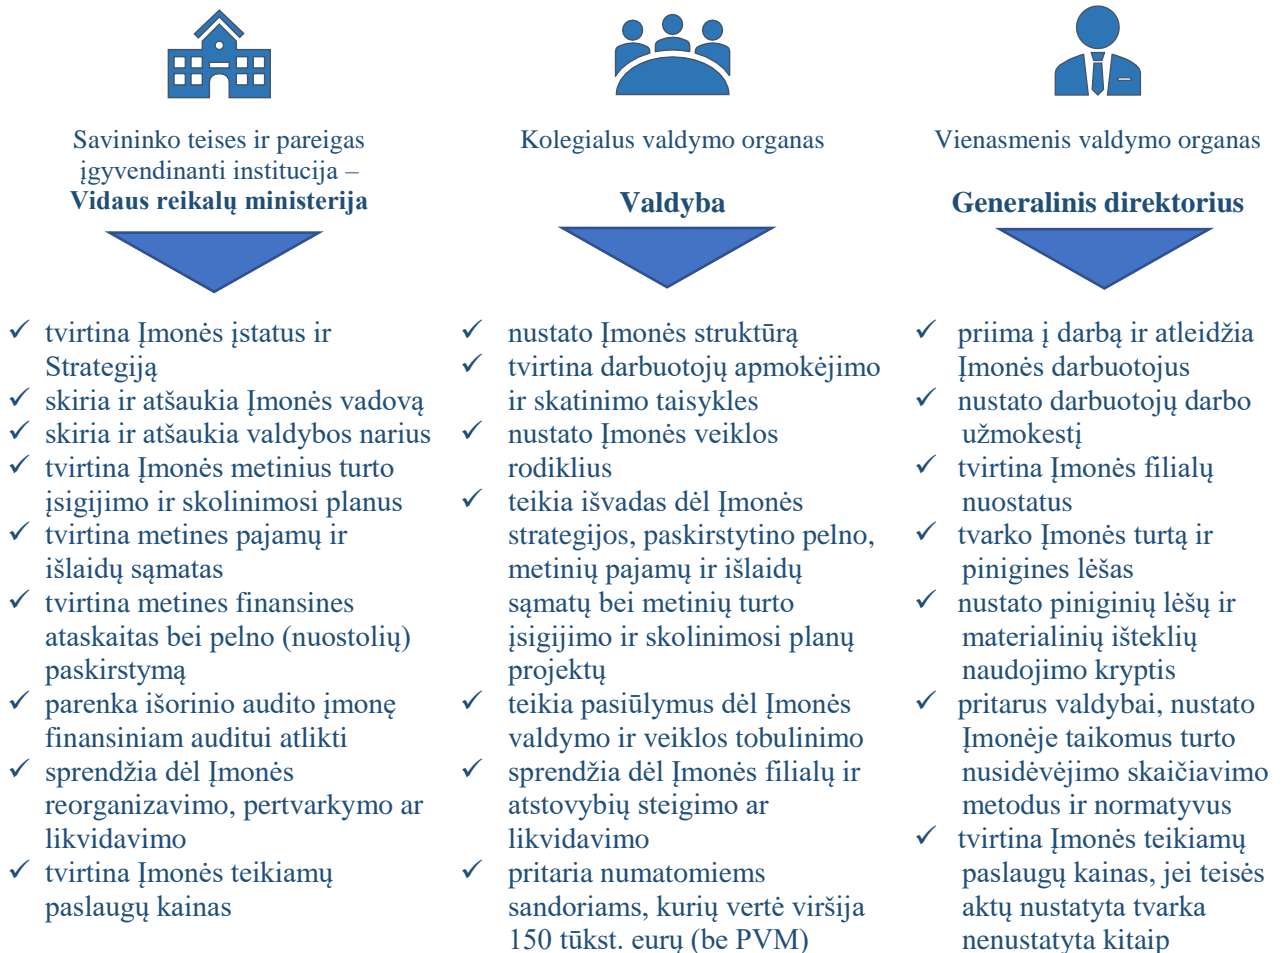 Savininko teises ir pareigas
įgyvendinanti institucija –
Vidaus reikalų ministerija
✓ tvirtina Įmonės įstatus ir
Strategiją
✓ skiria ir atšaukia Įmonės vadovą
✓ skiria ir atšaukia valdybos narius
✓ tvirtina Įmonės metinius turto
įsigijimo ir skolinimosi planus
✓ tvirtina metines pajamų ir
išlaidų sąmatas
✓ tvirtina metines finansines
ataskaitas bei pelno (nuostolių)
paskirstymą
✓ parenka išorinio audito įmonę
finansiniam auditui atlikti
✓ sprendžia dėl Įmonės
reorganizavimo, pertvarkymo ar
likvidavimo
✓ tvirtina Įmonės teikiamų
paslaugų kainas
Kolegialus valdymo organas
Valdyba
✓ nustato Įmonės struktūrą
✓ tvirtina darbuotojų apmokėjimo
ir skatinimo taisykles
✓ nustato Įmonės veiklos
rodiklius
✓ teikia išvadas dėl Įmonės
strategijos, paskirstytino pelno,
metinių pajamų ir išlaidų
sąmatų bei metinių turto
įsigijimo ir skolinimosi planų
projektų
✓ teikia pasiūlymus dėl Įmonės
valdymo ir veiklos tobulinimo
✓ sprendžia dėl Įmonės filialų ir
atstovybių steigimo ar
likvidavimo
✓ pritaria numatomiems
sandoriams, kurių vertė viršija
150 tūkst. eurų (be PVM)
Vienasmenis valdymo organas
Generalinis direktorius
✓ priima į darbą ir atleidžia
Įmonės darbuotojus
✓ nustato darbuotojų darbo
užmokestį
✓ tvirtina Įmonės filialų
nuostatus
✓ tvarko Įmonės turtą ir
pinigines lėšas
✓ nustato piniginių lėšų ir
materialinių išteklių
naudojimo kryptis
✓ pritarus valdybai, nustato
Įmonėje taikomus turto
nusidėvėjimo skaičiavimo
metodus ir normatyvus
✓ tvirtina Įmonės teikiamų
paslaugų kainas, jei teisės
aktų nustatyta tvarka
nenustatyta kitaip